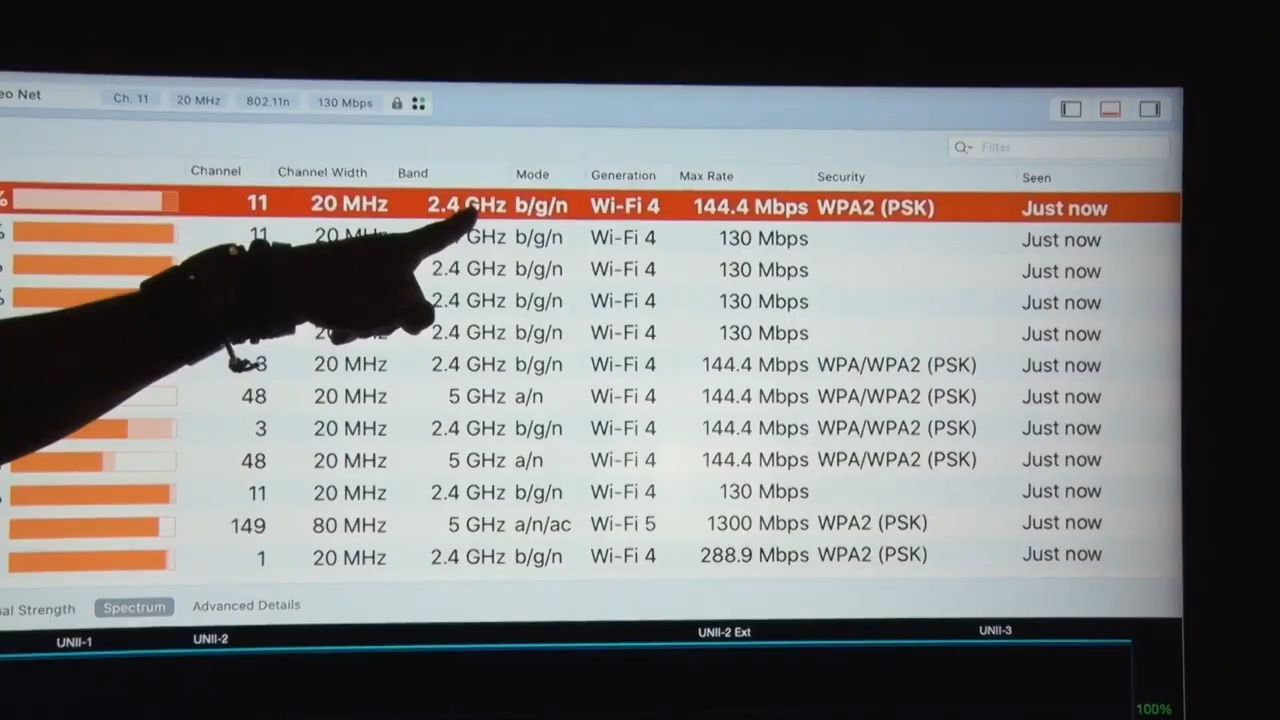 eo Net Ch. 11 20 MHz 802.11n 130 Mbps
Filter
Channel Channel Width Band Mode Generation Max Rate Security Seen
% 11 20 MHz 2.4 GHz b/g/n Wi-Fi 4 144.4 Mbps WPA2 (PSK) Just now
% 11 20 MHz GHz b/g/n Wi-Fi 4 130 Mbps Just now
2.4 GHz b/g/n Wi-Fi 4 130 Mbps Just now
% 2.4 GHz b/g/n Wi-Fi 4 130 Mbps Just now
2.4 GHz b/g/n Wi-Fi 4 130 Mbps Just now
3 20 MHz 2.4 GHz b/g/n Wi-Fi 4 144.4 Mbps WPA/WPA2 (PSK) Just now
48 20 MHz 5 GHz a/n Wi-Fi 4 144.4 Mbps WPA/WPA2 (PSK) Just now
3 20 MHz 2.4 GHz b/g/n Wi-Fi 4 144.4 Mbps WPA/WPA2 (PSK) Just now
48 20 MHz 5 GHz a/n Wi-Fi 4 144.4 Mbps WPA/WPA2 (PSK) Just now
11 20 MHz 2.4 GHz b/g/n Wi-Fi 4 130 Mbps Just now
149 80 MHz 5 GHz a/n/ac Wi-Fi 5 1300 Mbps WPA2 (PSK) Just now
1 20 MHz 2.4 GHz b/g/n Wi-Fi 4 288.9 Mbps WPA2 (PSK) Just now
al Strength Spectrum Advanced Details
UNII-1 UNII-2 UNII-2 Ext UNII-3
100%